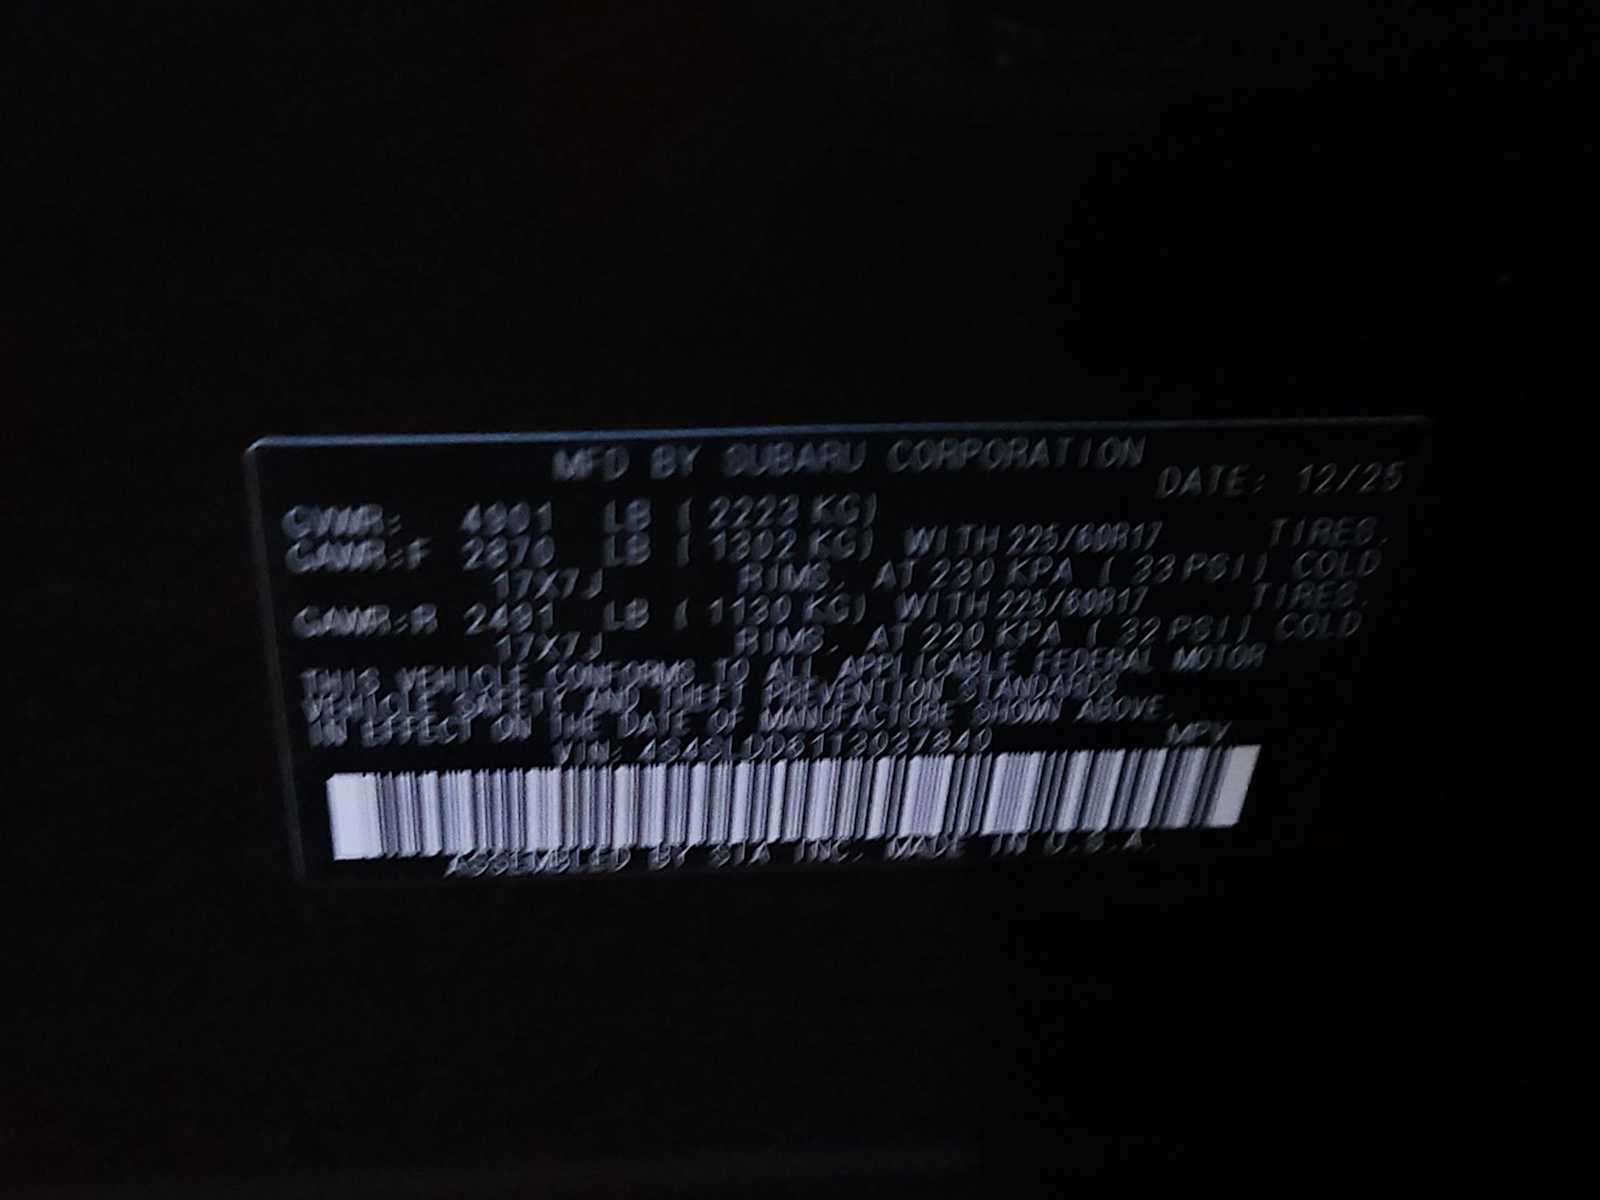 MFD BY SUBARU CORPORATION
DATE: 12/25
GVWR: 4901 LB ( 2223 KG)
GAWR:F 2870 LB ( 1302 KG) WITH 225/60R17 TIRES,
17X7J RIMS, AT 230 KPA ( 33 PSI) COLD
GAWR:R 2491 LB ( 1130 KG) WITH 225/60R17 TIRES,
17X7J RIMS, AT 220 KPA ( 32 PSI) COLD
THIS VEHICLE CONFORMS TO ALL APPLICABLE FEDERAL MOTOR
VEHICLE SAFETY AND THEFT PREVENTION STANDARDS
IN EFFECT ON THE DATE OF MANUFACTURE SHOWN ABOVE.
VIN: MPV
ASSEMBLED BY SIA INC. MADE IN U.S.A.